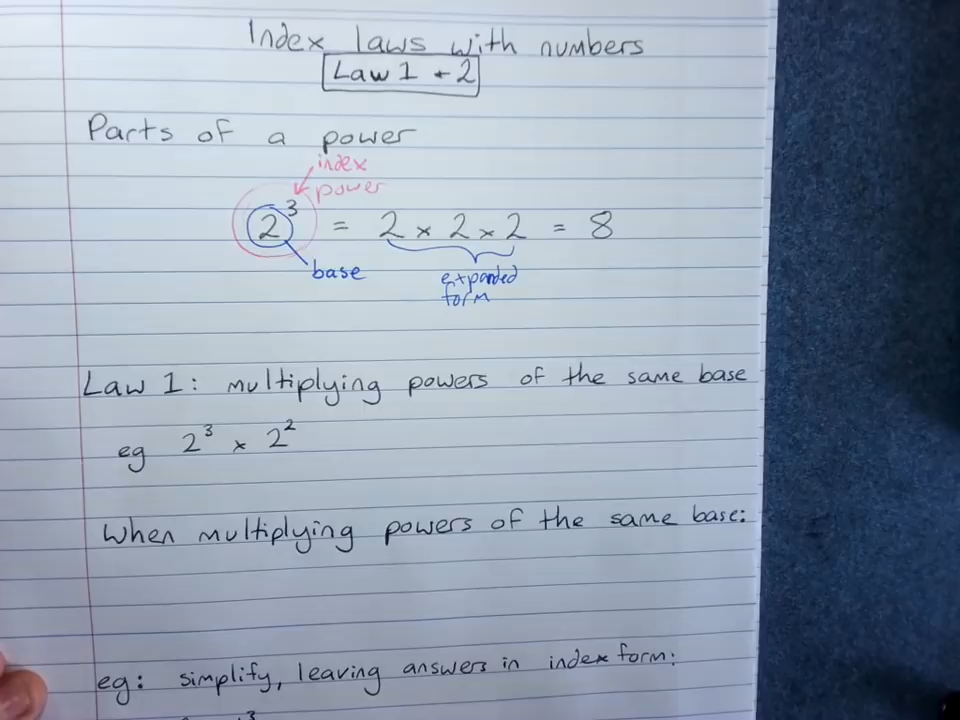 Index laws with numbers
Law 1 + 2
Parts of a power
index
power
2³ = 2 × 2 × 2 = 8
base
expanded
form
Law 1: multiplying powers of the same base
eg 2³ × 2²
When multiplying powers of the same base:
eg: simplify, leaving answers in index form: